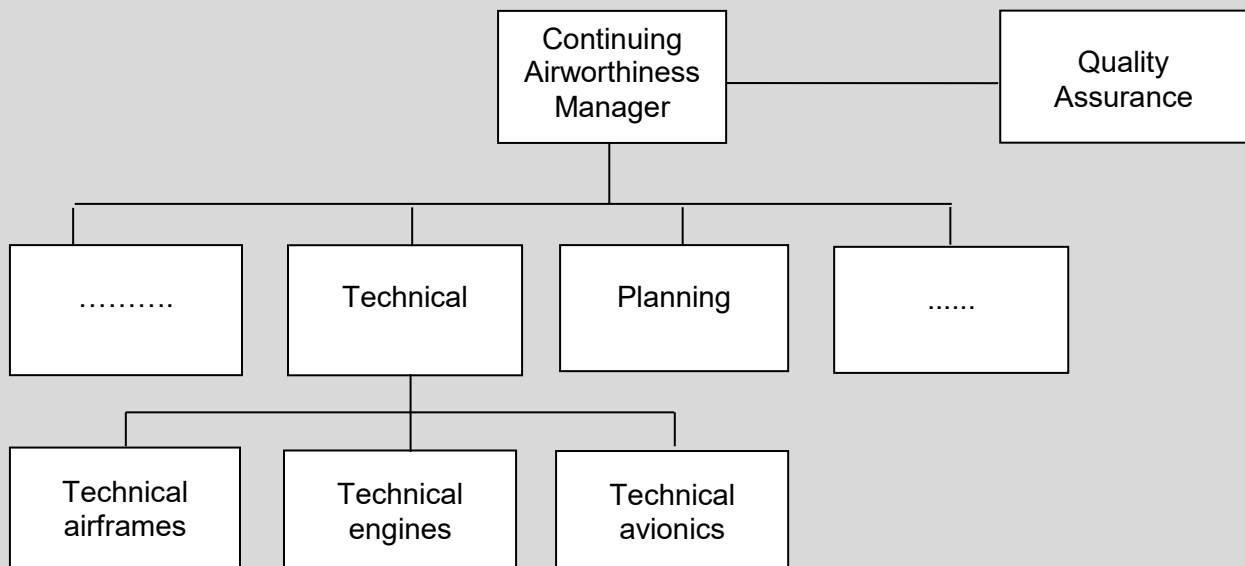 Continuing
Airworthiness
Manager
Quality
Assurance
……….
Technical
Planning
......
Technical
airframes
Technical
engines
Technical
avionics